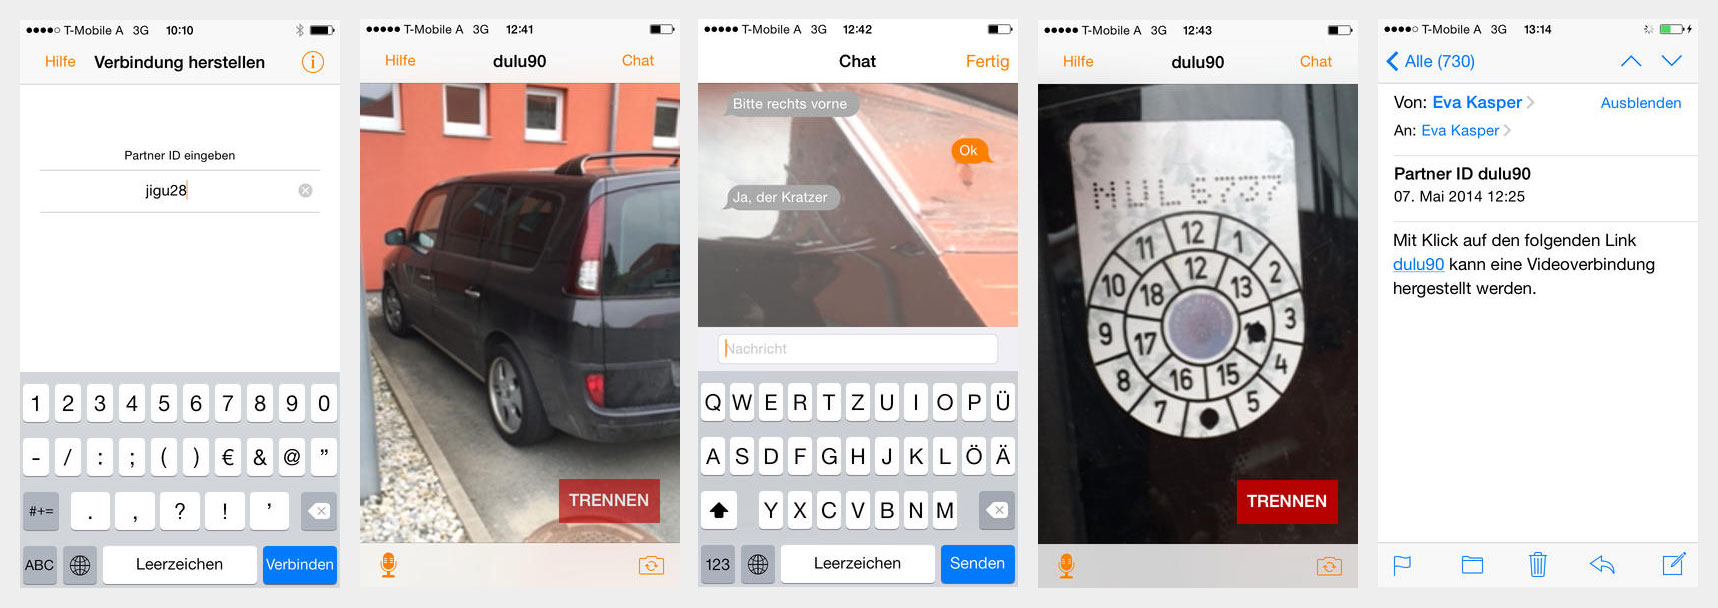 T-Mobile A 3G 10:10
Hilfe Verbindung herstellen i
Partner ID eingeben
jigu28
1 2 3 4 5 6 7 8 9 0
- / : ; ( ) € & @ ”
#+= . , ? ! ’
ABC Leerzeichen Verbinden
T-Mobile A 3G 12:41
Hilfe dulu90 Chat
TRENNEN
T-Mobile A 3G 12:42
Chat Fertig
Bitte rechts vorne
Ok
Ja, der Kratzer
Nachricht
Q W E R T Z U I O P Ü
A S D F G H J K L Ö Ä
Y X C V B N M
123 Leerzeichen Senden
T-Mobile A 3G 12:43
Hilfe dulu90 Chat
11 12 1
10 2
9 3
8 4
7 5
12
18 13
17
16 15
TRENNEN
T-Mobile A 3G 13:14
Alle (730)
Von: Eva Kasper Ausblenden
An: Eva Kasper
Partner ID dulu90
07. Mai 2014 12:25
Mit Klick auf den folgenden Link
dulu90 kann eine Videoverbindung
hergestellt werden.